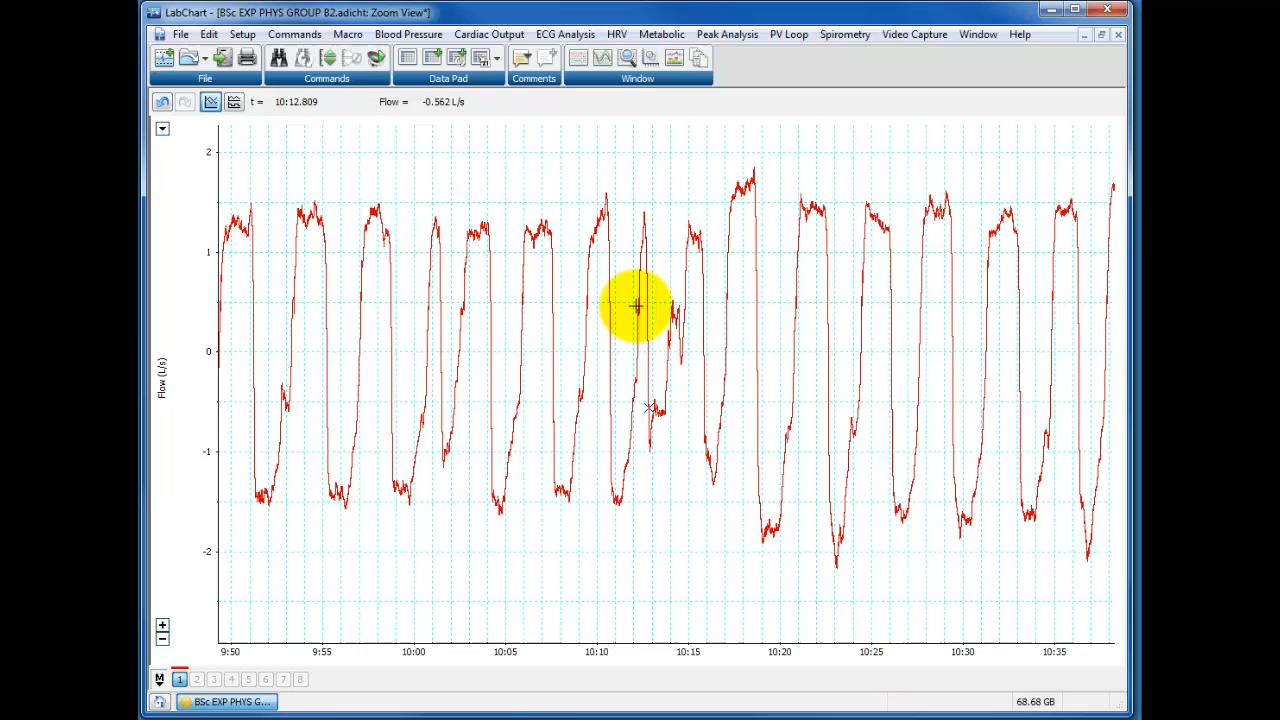 LabChart - [BSc EXP PHYS GROUP B2.adicht: Zoom View*]
File Edit Setup Commands Macro Blood Pressure Cardiac Output ECG Analysis HRV Metabolic Peak Analysis PV Loop Spirometry Video Capture Window Help
File Commands Data Pad Comments Window
t = 10:12.809 Flow = -0.562 L/s
2
1
0
-1
-2
Flow (L/s)
9:50 9:55 10:00 10:05 10:10 10:15 10:20 10:25 10:30 10:35
M 1 2 3 4 5 6 7 8
BSc EXP PHYS G... 68.68 GB